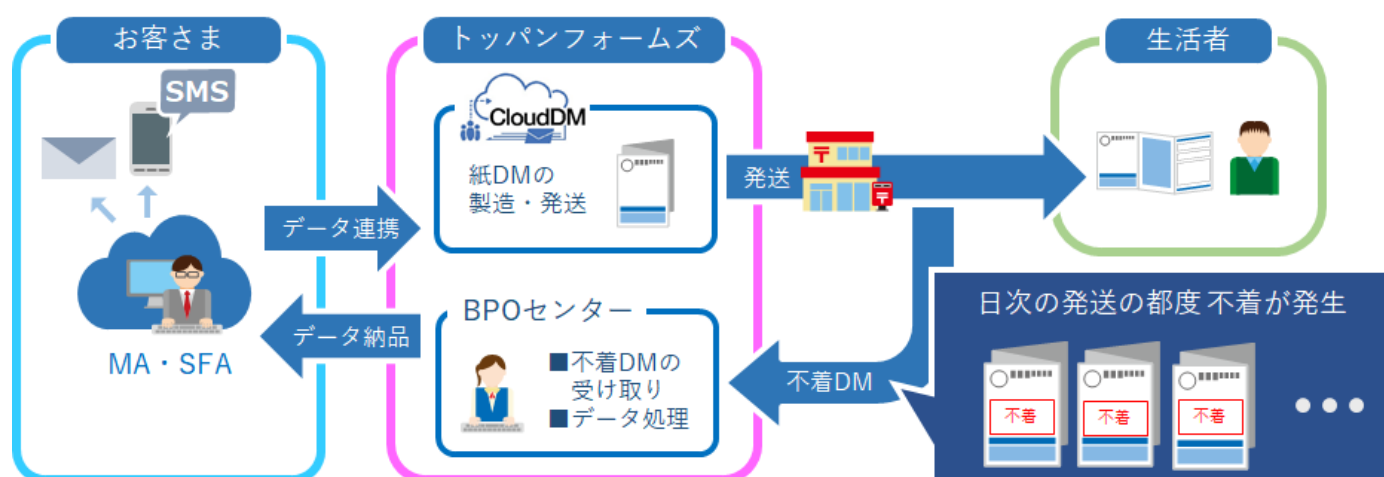 お客さま
トッパンフォームズ
生活者
SMS
CloudDM
紙DMの
製造・発送
発送
データ連携
BPOセンター
データ納品
MA・SFA
■不着DMの
受け取り
■データ処理
不着DM
日次の発送の都度 不着が発生
不着
不着
不着
●●●